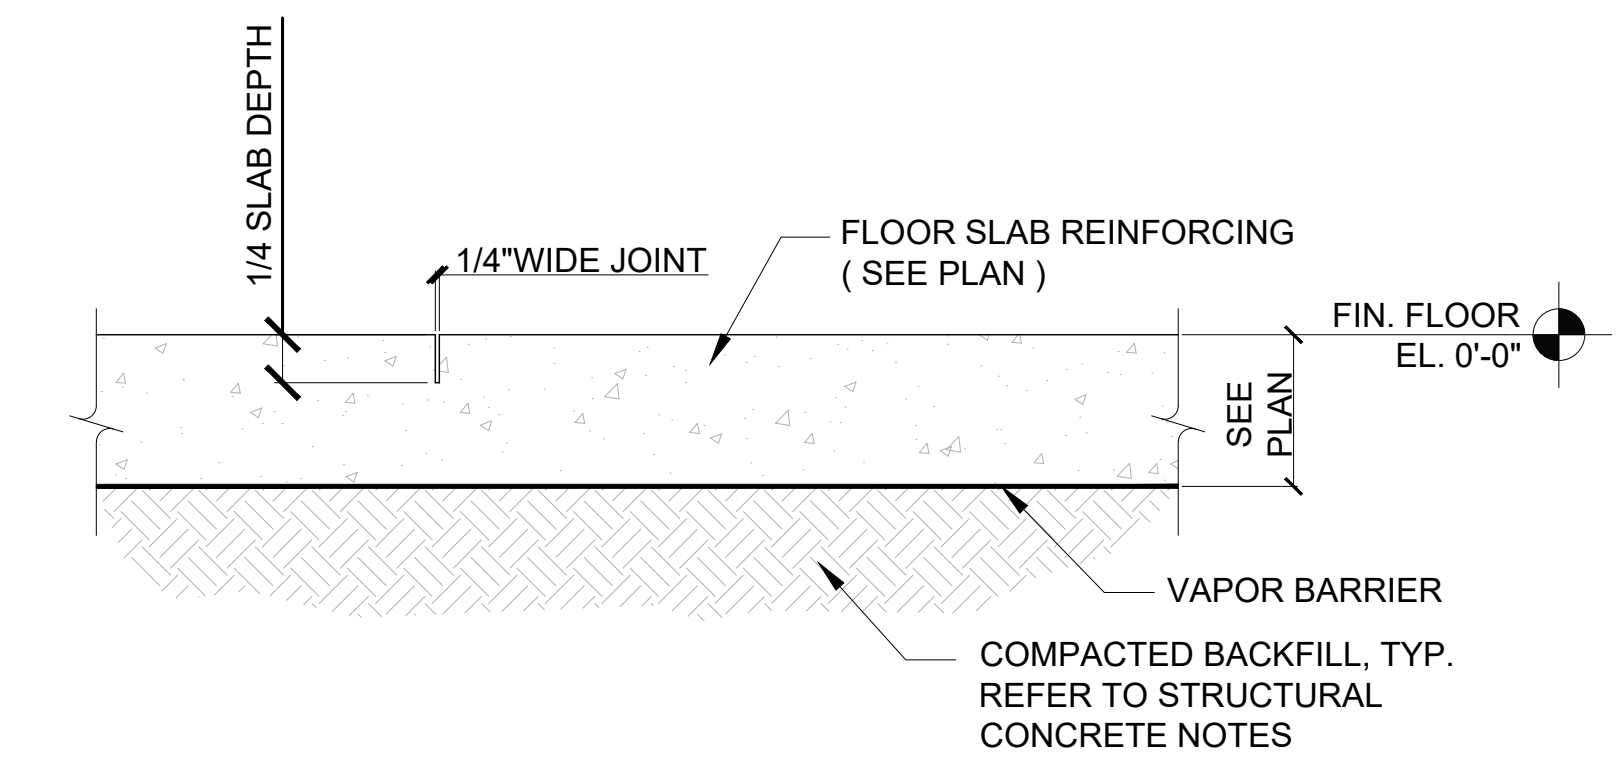 1/4 SLAB DEPTH
1/4"WIDE JOINT
FLOOR SLAB REINFORCING
( SEE PLAN )
FIN. FLOOR
EL. 0'-0"
SEE
PLAN
VAPOR BARRIER
COMPACTED BACKFILL, TYP.
REFER TO STRUCTURAL
CONCRETE NOTES